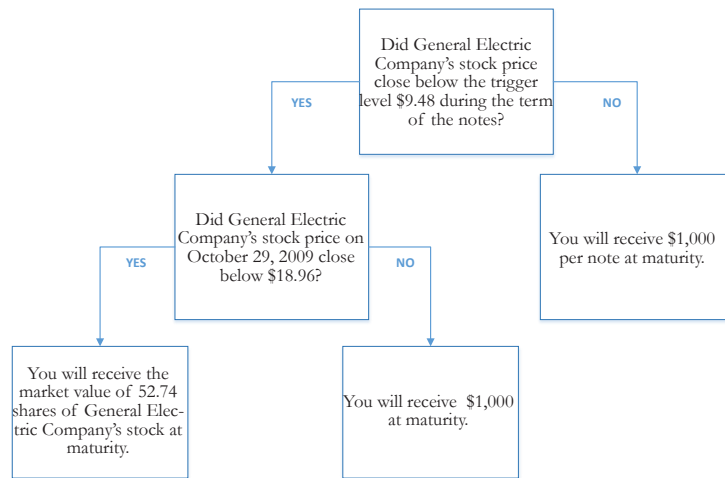 Did General Electric
Company's stock price
close below the trigger
level $9.48 during the term
of the notes?
YES
NO
Did General Electric
Company's stock price on
October 29, 2009 close
below $18.96?
You will receive $1,000
per note at maturity.
YES
NO
You will receive the
market value of 52.74
shares of General Elec-
tric Company's stock at
maturity.
You will receive $1,000
at maturity.